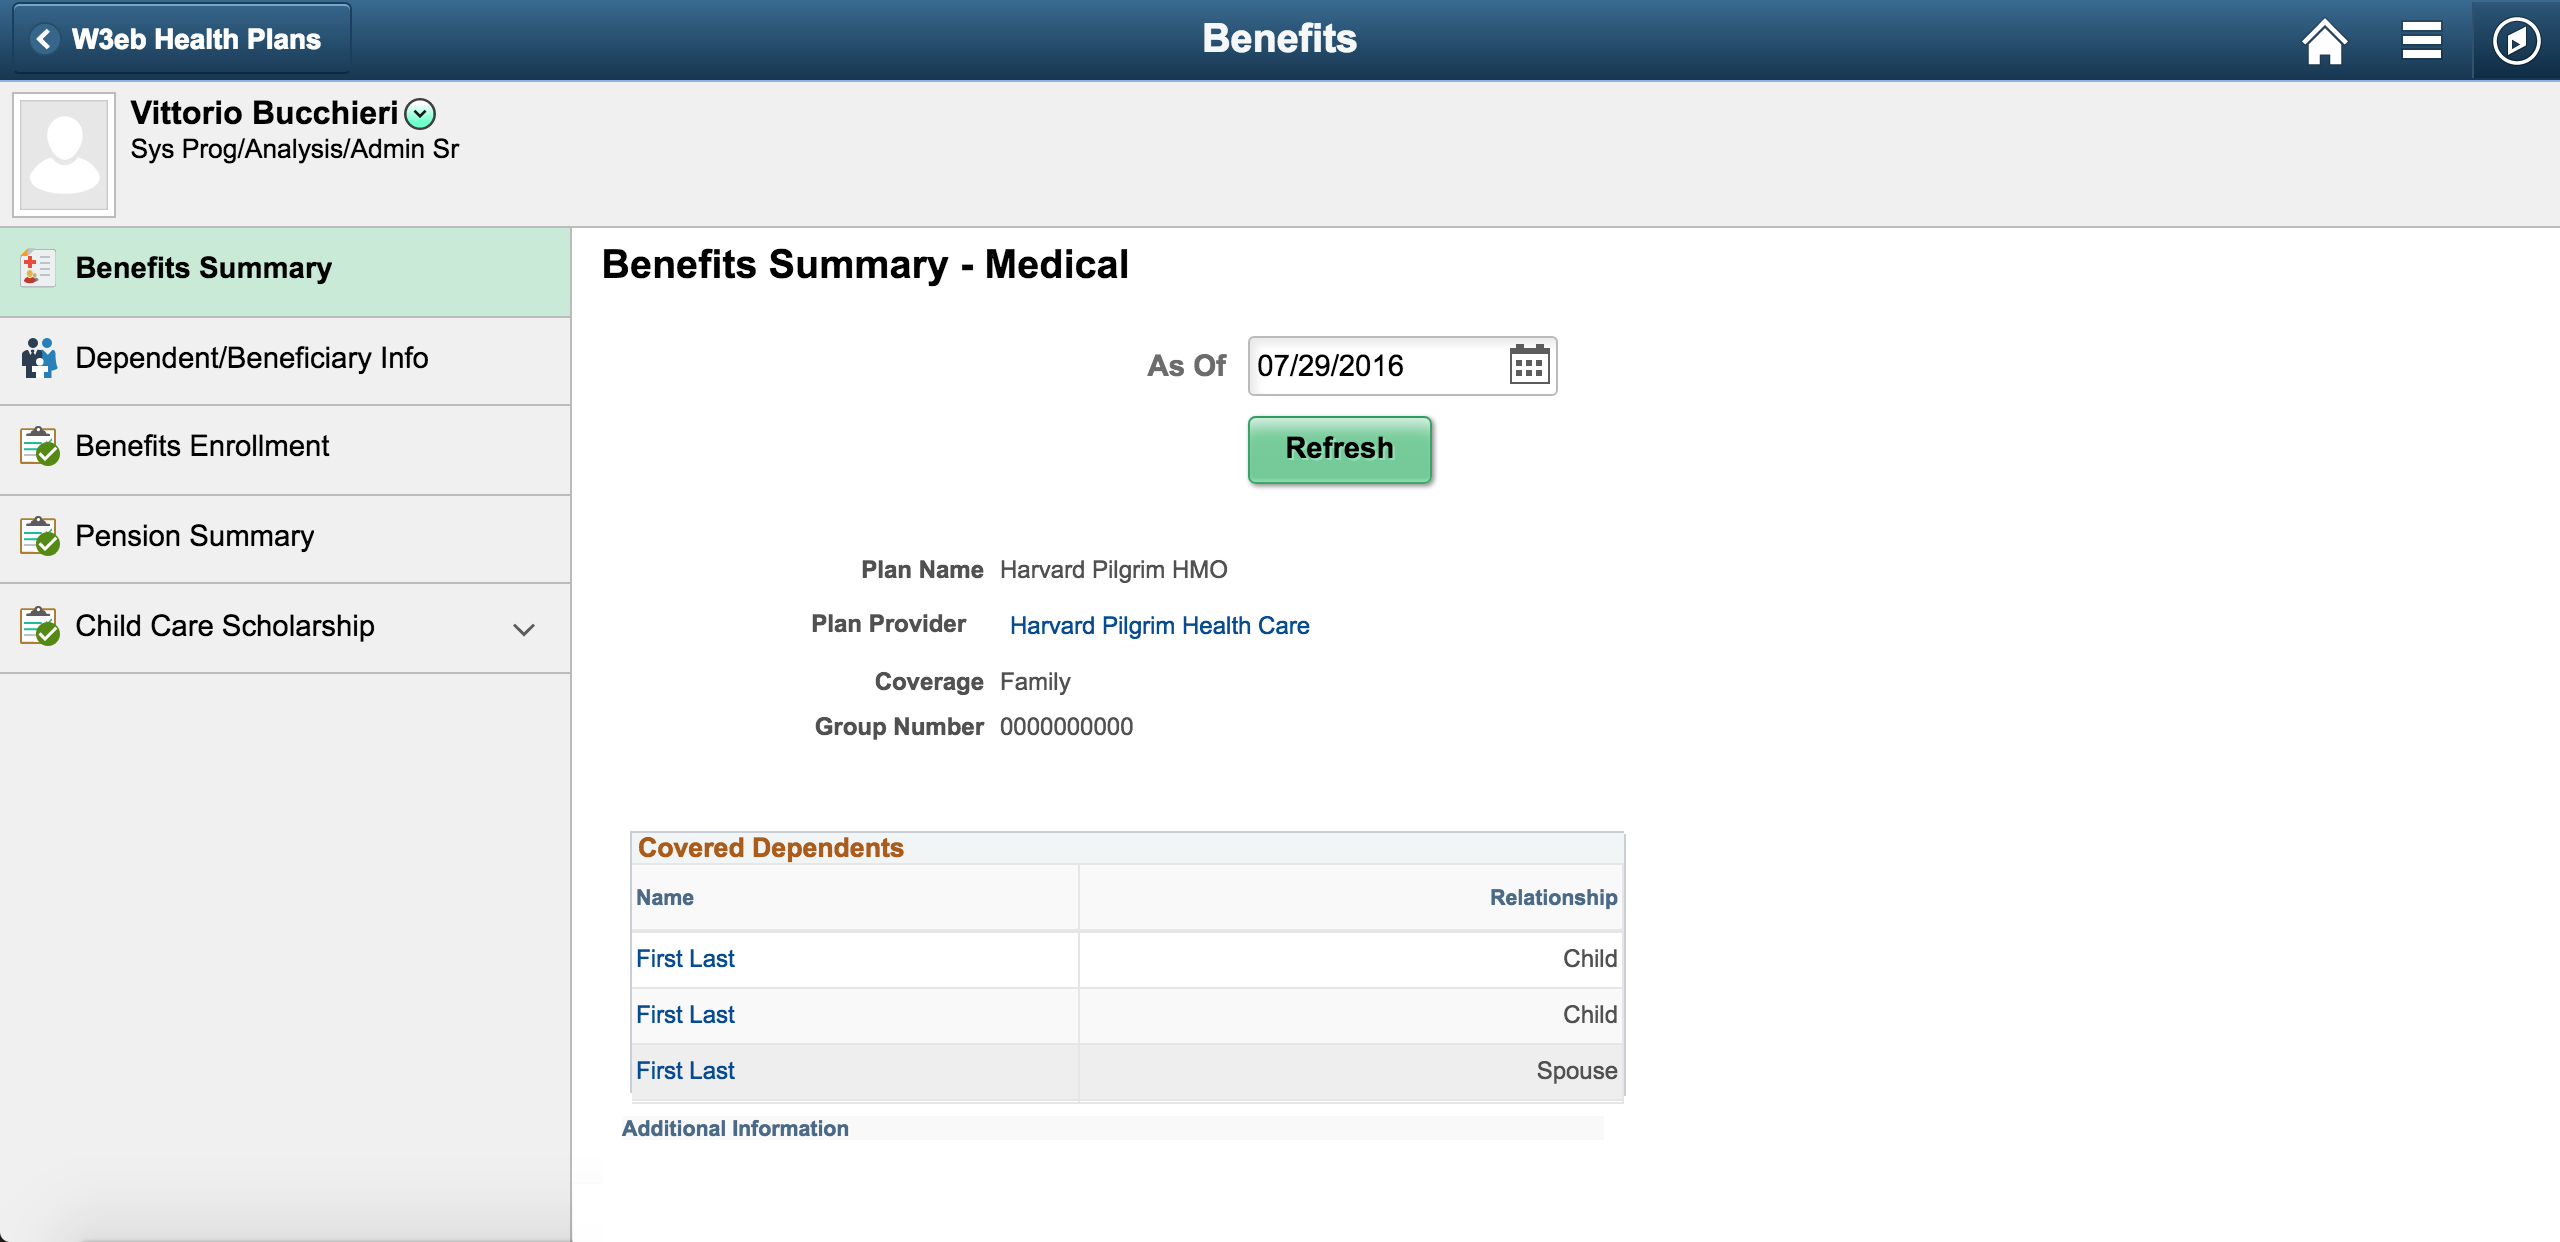 W3eb Health Plans
Benefits
Vittorio Bucchieri
Sys Prog/Analysis/Admin Sr
Benefits Summary
Dependent/Beneficiary Info
Benefits Enrollment
Pension Summary
Child Care Scholarship
Benefits Summary - Medical
As Of 07/29/2016
Refresh
Plan Name Harvard Pilgrim HMO
Plan Provider Harvard Pilgrim Health Care
Coverage Family
Group Number 0000000000
Covered Dependents
Name Relationship
First Last Child
First Last Child
First Last Spouse
Additional Information